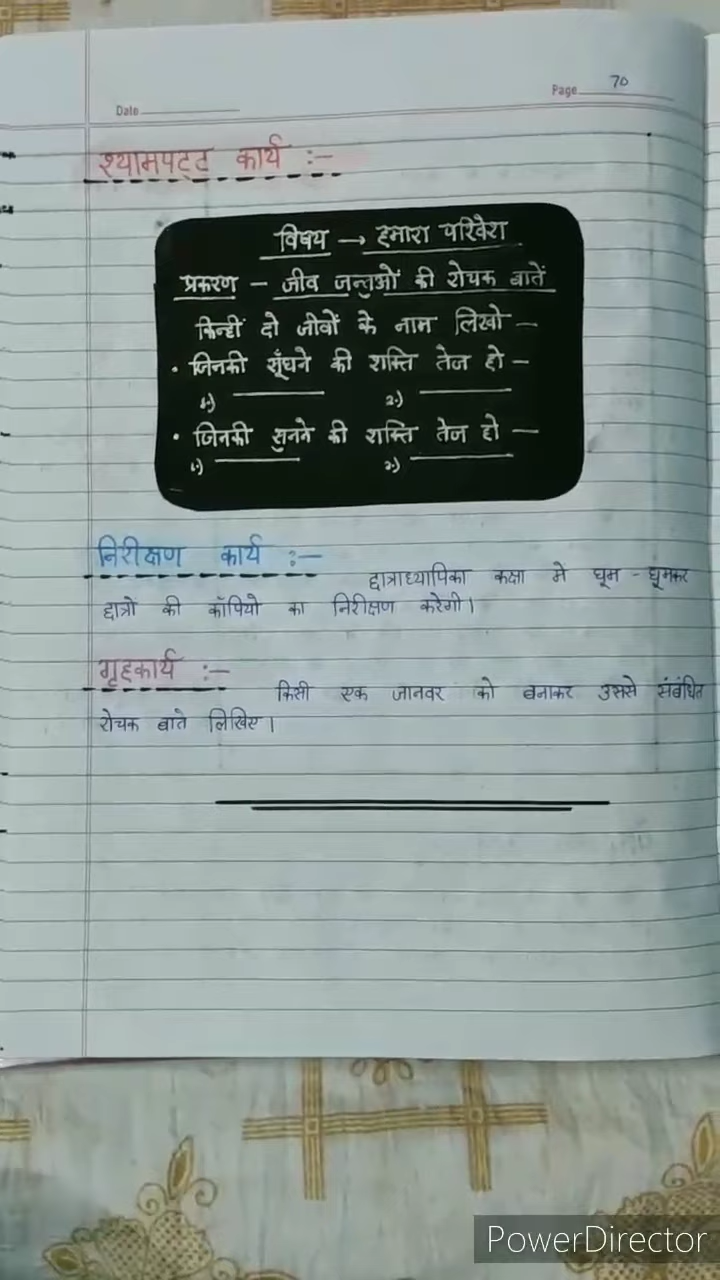 Page 70
Date
श्यामपट्ट कार्य :-
विषय → हमारा परिवेश
प्रकरण - जीव जन्तुओं की रोचक बातें
किन्हीं दो जीवों के नाम लिखो -
• जिनकी सूँघने की शक्ति तेज हो -
1.) 2.)
• जिनकी सुनने की शक्ति तेज हो -
1.) 2.)
निरीक्षण कार्य :-
छात्राध्यापिका कक्षा मे घूम - घूमकर
छात्रो की कॉपियो का निरीक्षण करेगी।
गृहकार्य :-
किसी एक जानवर को बनाकर उससे संबंधित
रोचक बाते लिखिए।
PowerDirector